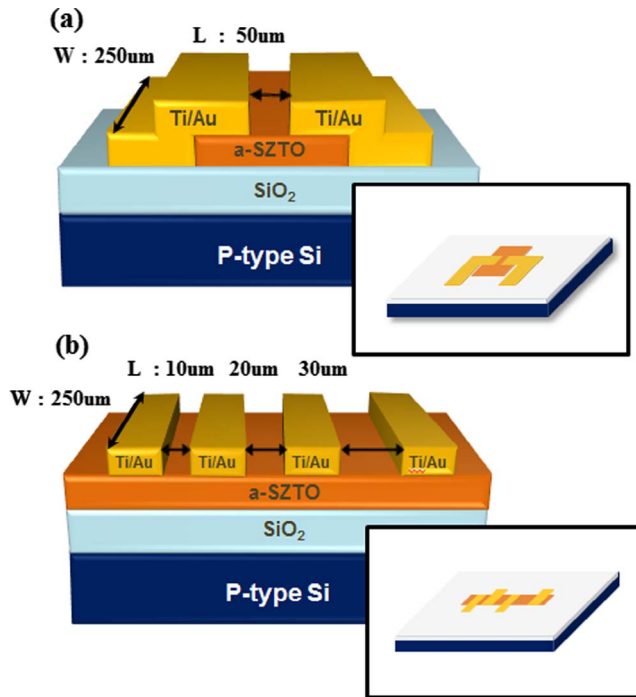 (a)
L : 50um
W : 250um
Ti/Au Ti/Au
a-SZTO
SiO₂
P-type Si
(b)
L : 10um 20um 30um
W : 250um
Ti/Au Ti/Au Ti/Au Ti/Au
a-SZTO
SiO₂
P-type Si